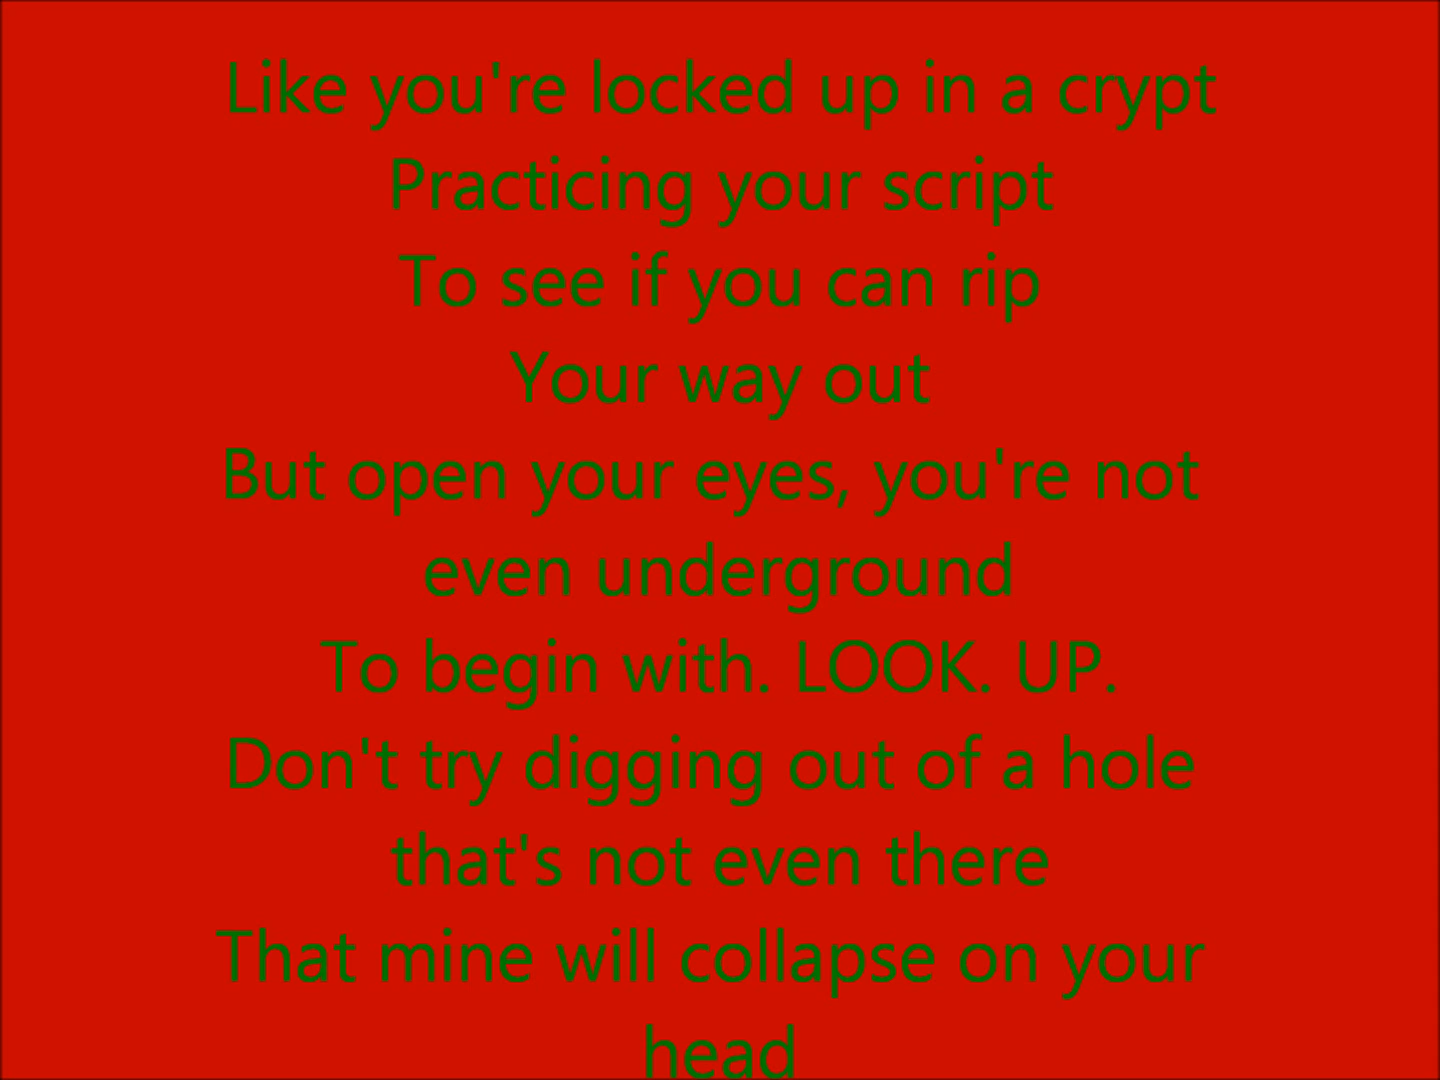 Like you're locked up in a crypt
Practicing your script
To see if you can rip
Your way out
But open your eyes, you're not
even underground
To begin with. LOOK. UP.
Don't try digging out of a hole
that's not even there
That mine will collapse on your
head